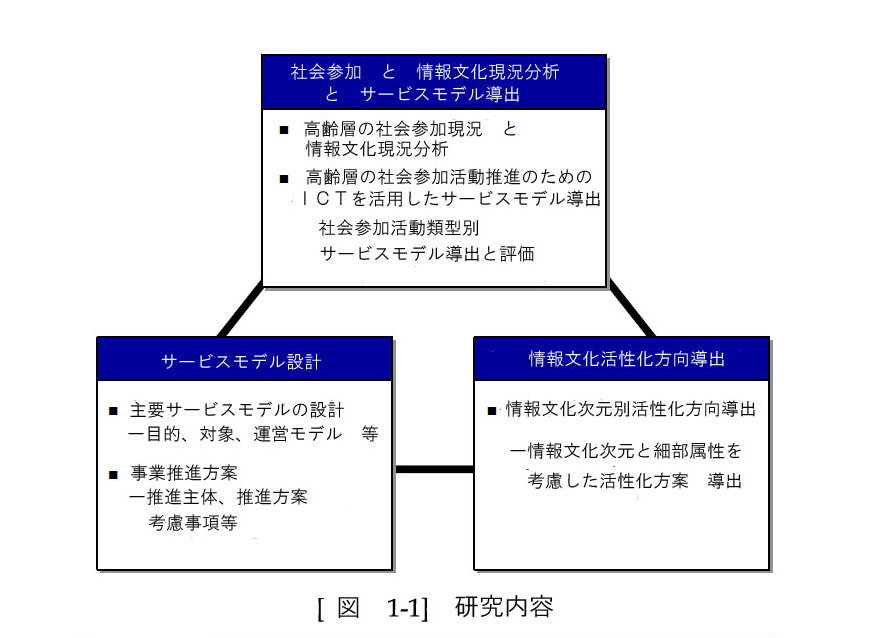 社会参加　と　情報文化現況分析
と　サービスモデル導出
■ 高齢層の社会参加現況　と
情報文化現況分析
■ 高齢層の社会参加活動推進のための
ＩＣＴを活用したサービスモデル導出
社会参加活動類型別
サービスモデル導出と評価
サービスモデル設計
■ 主要サービスモデルの設計
ー目的、対象、運営モデル　等
■ 事業推進方案
ー推進主体、推進方案
考慮事項等
情報文化活性化方向導出
■ 情報文化次元別活性化方向導出
ー情報文化次元と細部属性を
考慮した活性化方案　導出
[ 図　1-1]　研究内容